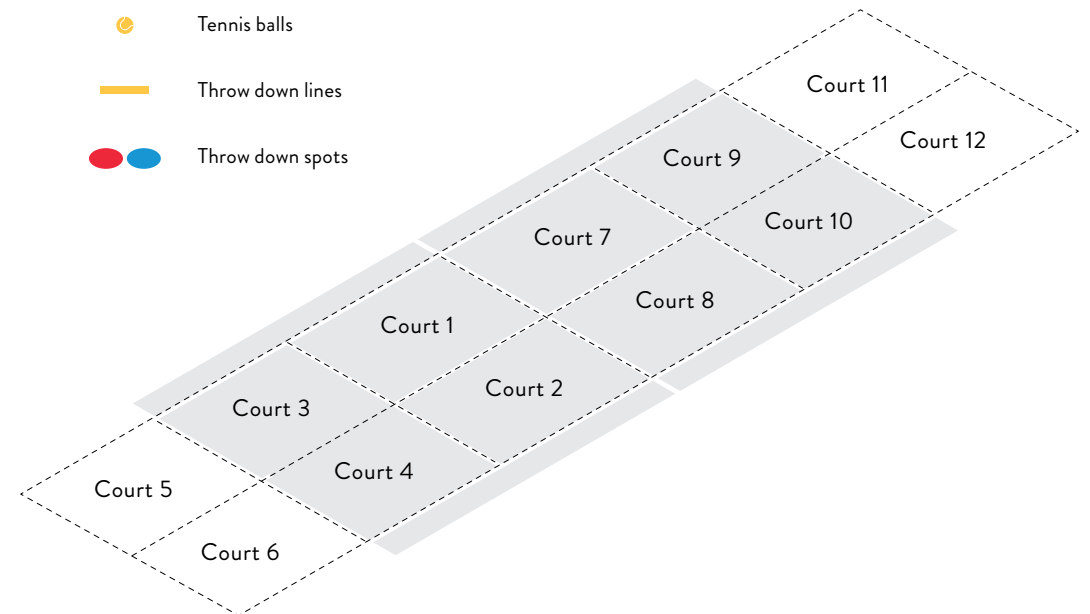 Tennis balls
Throw down lines
Throw down spots
Court 11
Court 12
Court 9
Court 10
Court 7
Court 8
Court 1
Court 2
Court 3
Court 4
Court 5
Court 6